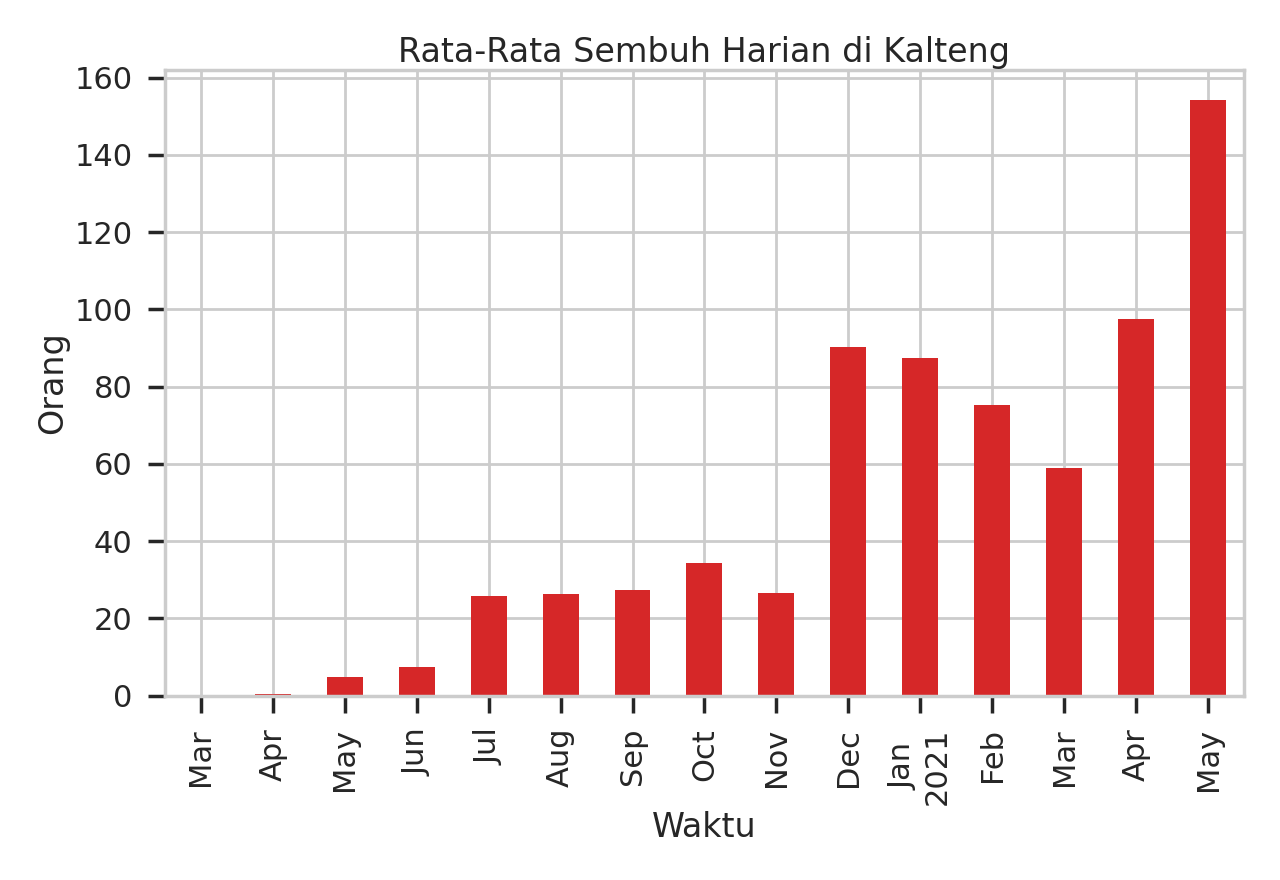 Rata-Rata Sembuh Harian di Kalteng
160
140
120
100
80
60
40
20
0
Orang
Mar
Apr
May
Jun
Jul
Aug
Sep
Oct
Nov
Dec
Jan
2021
Feb
Mar
Apr
May
Waktu